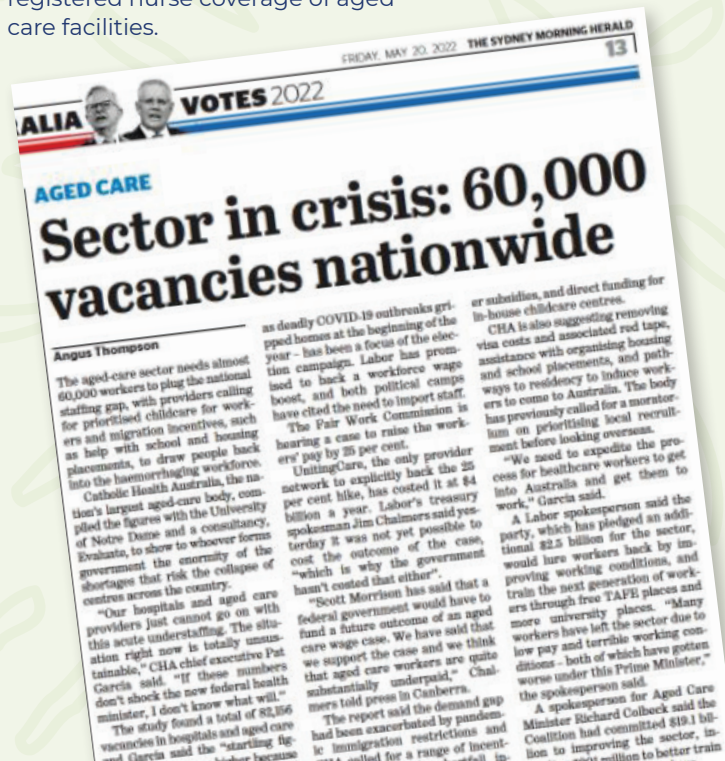 registered nurse coverage of aged
care facilities.
FRIDAY, MAY 20, 2022 THE SYDNEY MORNING HERALD
13
ALIA VOTES 2022
AGED CARE
Sector in crisis: 60,000
vacancies nationwide
Angus Thompson
The aged-care sector needs almost
60,000 workers to plug the national
staffing gap, with providers calling
for prioritised childcare for work-
ers and migration incentives, such
as help with school and housing
placements, to draw people back
into the haemorrhaging workforce.
Catholic Health Australia, the na-
tion's largest aged-care body, com-
piled the figures with the University
of Notre Dame and a consultancy,
Evaluate, to show to whoever forms
government the enormity of the
shortages that risk the collapse of
centres across the country.
"Our hospitals and aged care
providers just cannot go on with
this acute understaffing. The situ-
ation right now is totally unsus-
tainable," CHA chief executive Pat
Garcia said. "If these numbers
don't shock the new federal health
minister, I don't know what will."
The study found a total of 82,156
vacancies in hospitals and aged care
and Garcia said the "startling fig-
because
as deadly COVID-19 outbreaks gri-
pped homes at the beginning of the
year – has been a focus of the elec-
tion campaign. Labor has prom-
ised to back a workforce wage
boost, and both political camps
have cited the need to import staff.
The Fair Work Commission is
hearing a case to raise the work-
ers' pay by 25 per cent.
UnitingCare, the only provider
network to explicitly back the 25
per cent hike, has costed it at $4
billion a year. Labor's treasury
spokesman Jim Chalmers said yes-
terday it was not yet possible to
cost the outcome of the case,
"which is why the government
hasn't costed that either".
"Scott Morrison has said that a
federal government would have to
fund a future outcome of an aged
care wage case. We have said that
we support the case and we think
that aged care workers are quite
substantially underpaid," Chal-
mers told press in Canberra.
The report said the demand gap
had been exacerbated by pandem-
ic immigration restrictions and
called for a range of incent-
er subsidies, and direct funding for
in-house childcare centres.
CHA is also suggesting removing
visa costs and associated red tape,
assistance with organising housing
and school placements, and path-
ways to residency to induce work-
ers to come to Australia. The body
has previously called for a morator-
ium on prioritising local recruit-
ment before looking overseas.
"We need to expedite the pro-
cess for healthcare workers to get
into Australia and get them to
work," Garcia said.
A Labor spokesperson said the
party, which has pledged an addi-
tional $2.5 billion for the sector,
would lure workers back by im-
proving working conditions, and
train the next generation of work-
ers through free TAFE places and
more university places. "Many
workers have left the sector due to
low pay and terrible working con-
ditions – both of which have gotten
worse under this Prime Minister,"
the spokesperson said.
A spokesperson for Aged Care
Minister Richard Colbeck said the
Coalition had committed $19.1 bil-
lion to improving the sector, in-
million to better train